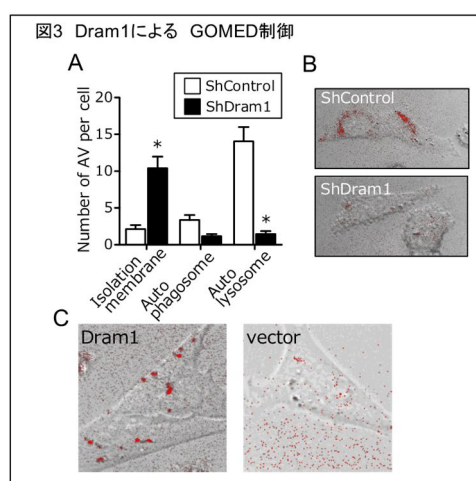 図3 Dram1による GOMED制御
A
ShControl
ShDram1
Number of AV per cell
20
15
10
5
0
*
*
Isolation
membrane
Auto
phagosome
Auto
lysosome
B
ShControl
ShDram1
C
Dram1
vector